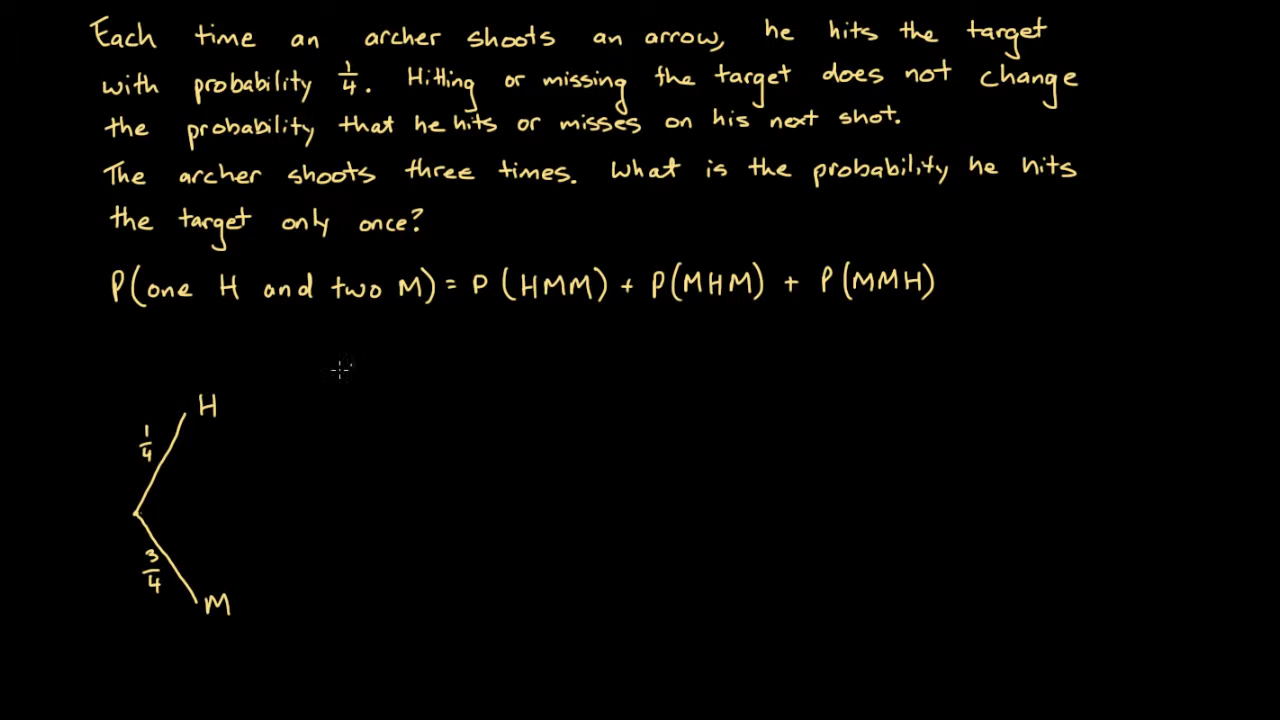 Each time an archer shoots an arrow, he hits the target
with probability 1/4. Hitting or missing the target does not change
the probability that he hits or misses on his next shot.
The archer shoots three times. What is the probability he hits
the target only once?
P(one H and two M) = P(HMM) + P(MHM) + P(MMH)
H
1/4
3/4
M